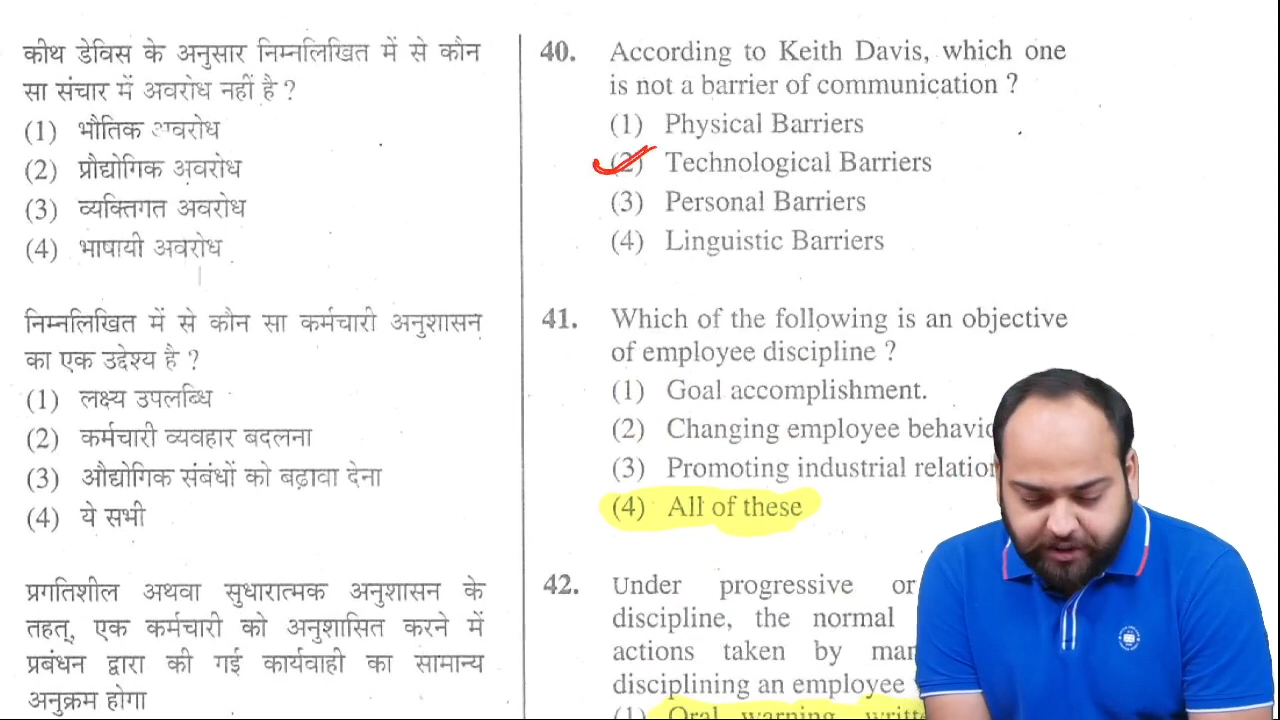 कीथ डेविस के अनुसार निम्नलिखित में से कौन
सा संचार में अवरोध नहीं है ?
(1) भौतिक अवरोध
(2) प्रौद्योगिक अवरोध
(3) व्यक्तिगत अवरोध
(4) भाषायी अवरोध
निम्नलिखित में से कौन सा कर्मचारी अनुशासन
का एक उद्देश्य है ?
(1) लक्ष्य उपलब्धि
(2) कर्मचारी व्यवहार बदलना
(3) औद्योगिक संबंधों को बढ़ावा देना
(4) ये सभी
प्रगतिशील अथवा सुधारात्मक अनुशासन के
तहत्, एक कर्मचारी को अनुशासित करने में
प्रबंधन द्वारा की गई कार्यवाही का सामान्य
अनुक्रम होगा
40. According to Keith Davis, which one
is not a barrier of communication ?
(1) Physical Barriers
(2) Technological Barriers
(3) Personal Barriers
(4) Linguistic Barriers
41. Which of the following is an objective
of employee discipline ?
(1) Goal accomplishment.
(2) Changing employee
(3) Promoting industrial
(4) All of these
42. Under progressive or
discipline, the normal
actions taken by
disciplining an employee
(1) Oral warning,